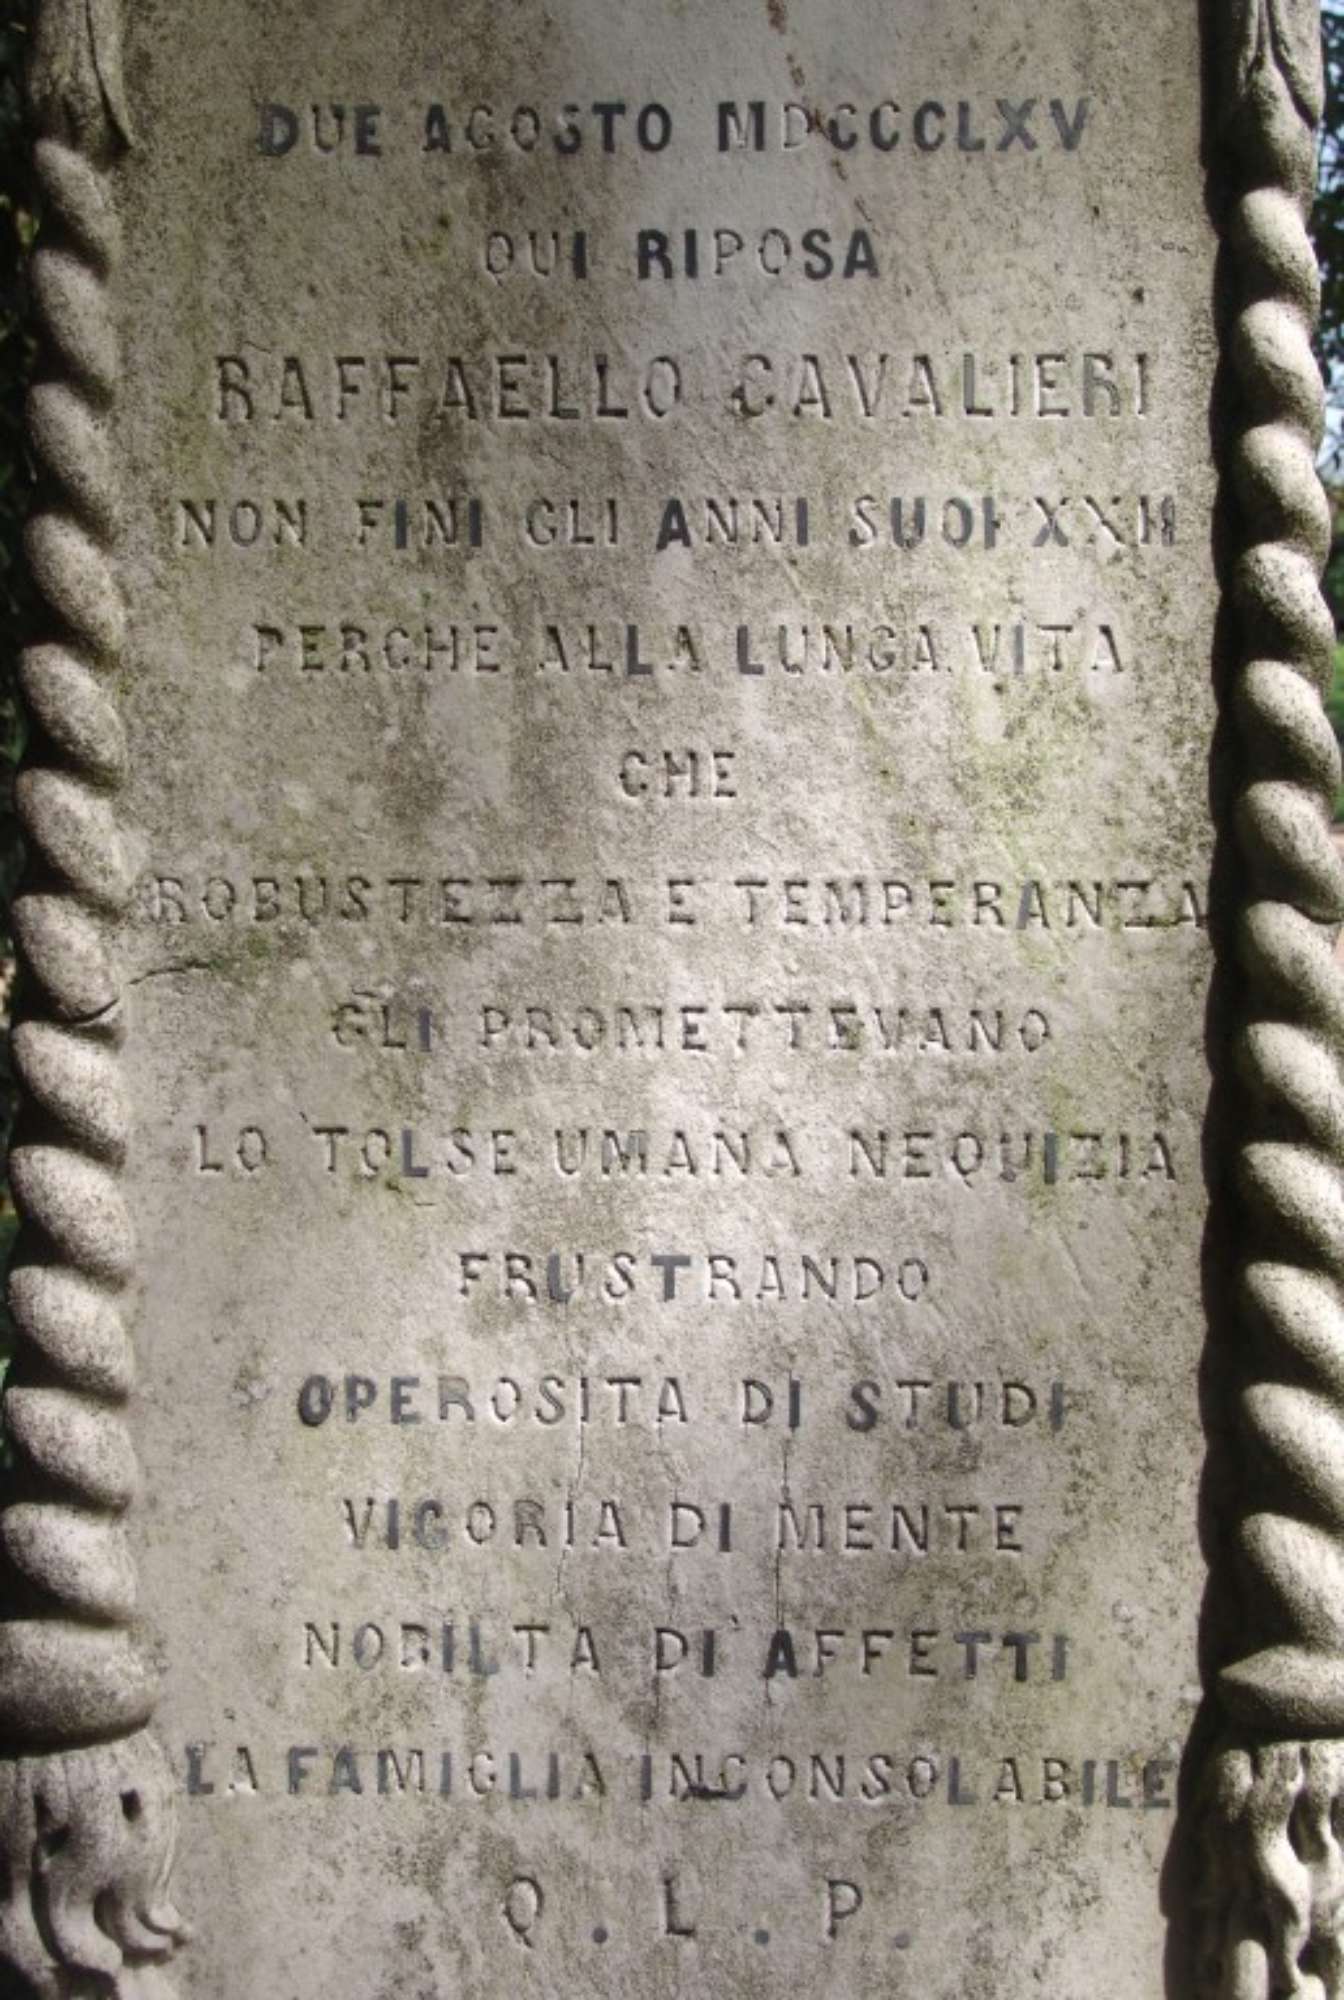 DUE AGOSTO MDCCCLXV
QUI RIPOSA
RAFFAELLO CAVALIERI
NON FINI GLI ANNI SUOI XXII
PERCHE ALLA LUNGA VITA
CHE
ROBUSTEZZA E TEMPERANZA
GLI PROMETTEVANO
LO TOLSE UMANA NEQUIZIA
FRUSTRANDO
OPEROSITA DI STUDI
VIGORIA DI MENTE
NOBILTA DI AFFETTI
LA FAMIGLIA INCONSOLABILE
Q. L. P.